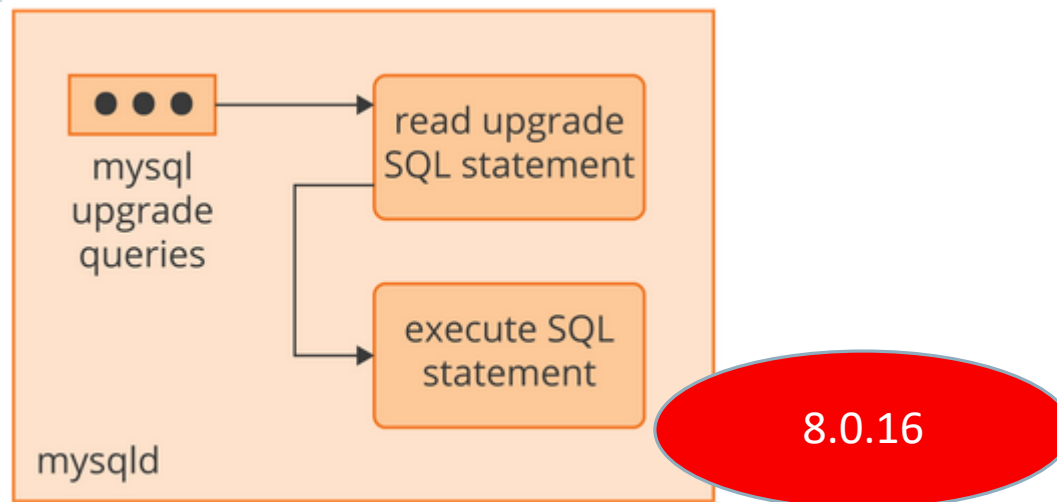 read upgrade
SQL statement
mysql
upgrade
queries
execute SQL
statement
8.0.16
mysqld